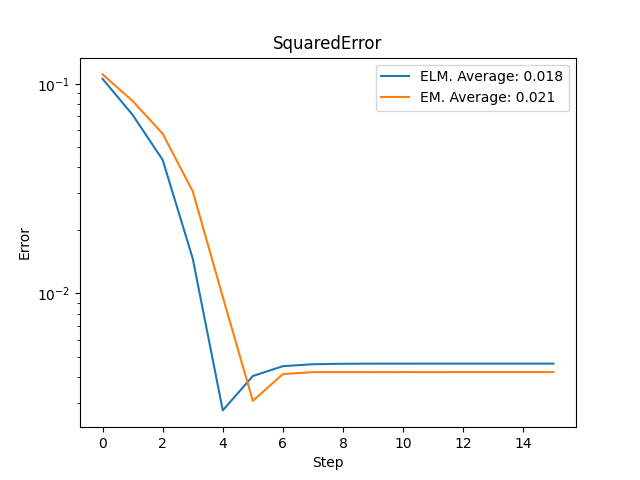 SquaredError
ELM. Average: 0.018
EM. Average: 0.021
10⁻¹
10⁻²
Error
0 2 4 6 8 10 12 14
Step